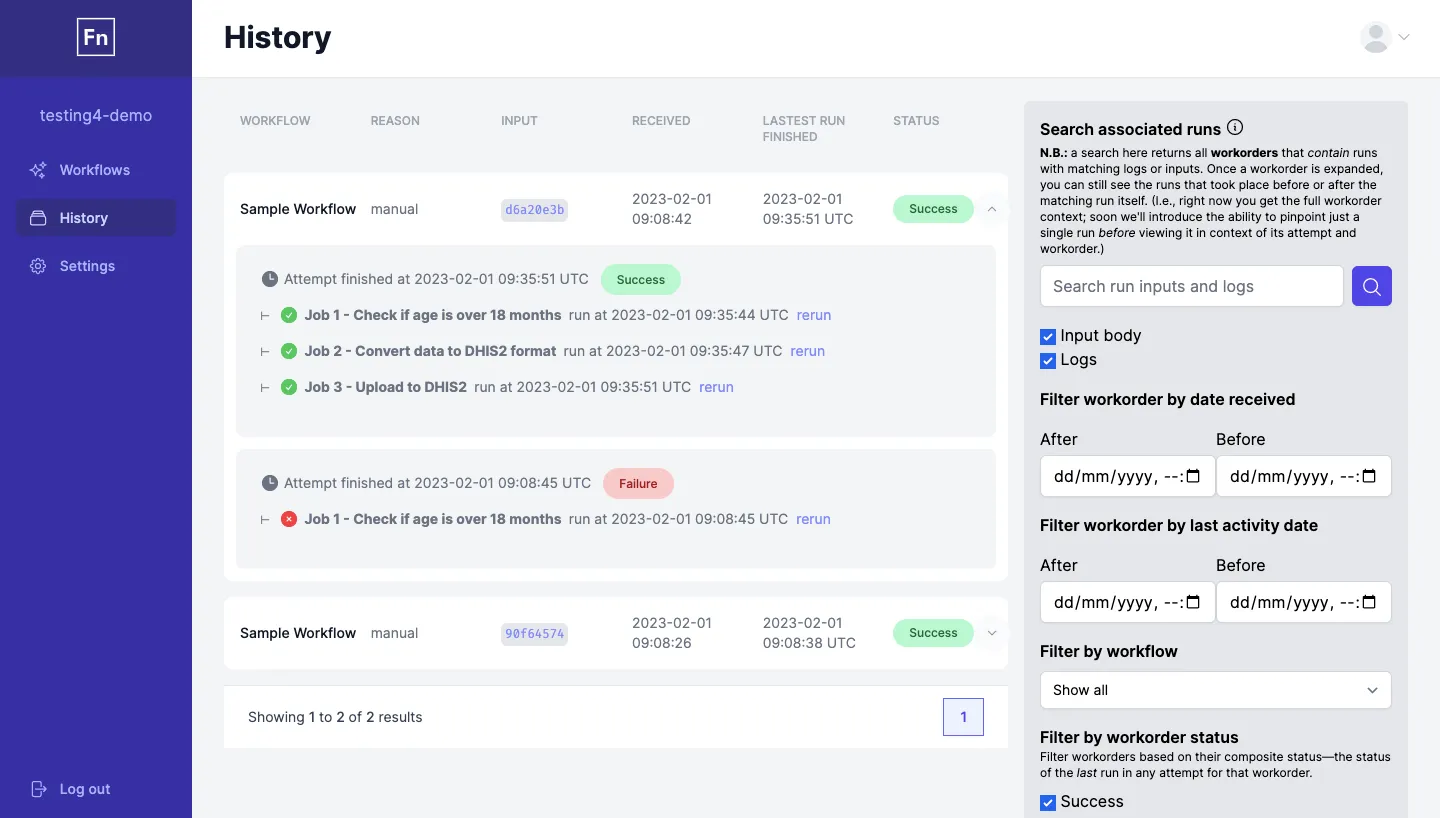 Fn
History
testing4-demo
Workflows
History
Settings
Log out
WORKFLOW REASON INPUT RECEIVED LASTEST RUN FINISHED STATUS
Sample Workflow manual d6a20e3b 2023-02-01 09:08:42 2023-02-01 09:35:51 UTC Success
Attempt finished at 2023-02-01 09:35:51 UTC Success
Job 1 - Check if age is over 18 months run at 2023-02-01 09:35:44 UTC rerun
Job 2 - Convert data to DHIS2 format run at 2023-02-01 09:35:47 UTC rerun
Job 3 - Upload to DHIS2 run at 2023-02-01 09:35:51 UTC rerun
Attempt finished at 2023-02-01 09:08:45 UTC Failure
Job 1 - Check if age is over 18 months run at 2023-02-01 09:08:45 UTC rerun
Sample Workflow manual 90f64574 2023-02-01 09:08:26 2023-02-01 09:08:38 UTC Success
Showing 1 to 2 of 2 results
1
Search associated runs
N.B.: a search here returns all workorders that contain runs
with matching logs or inputs. Once a workorder is expanded,
you can still see the runs that took place before or after the
matching run itself. (I.e., right now you get the full workorder
context; soon we'll introduce the ability to pinpoint just a
single run before viewing it in context of its attempt and
workorder.)
Search run inputs and logs
Input body
Logs
Filter workorder by date received
After Before
dd/mm/yyyy, --: dd/mm/yyyy, --:
Filter workorder by last activity date
After Before
dd/mm/yyyy, --: dd/mm/yyyy, --:
Filter by workflow
Show all
Filter by workorder status
Filter workorders based on their composite status—the status
of the last run in any attempt for that workorder.
Success